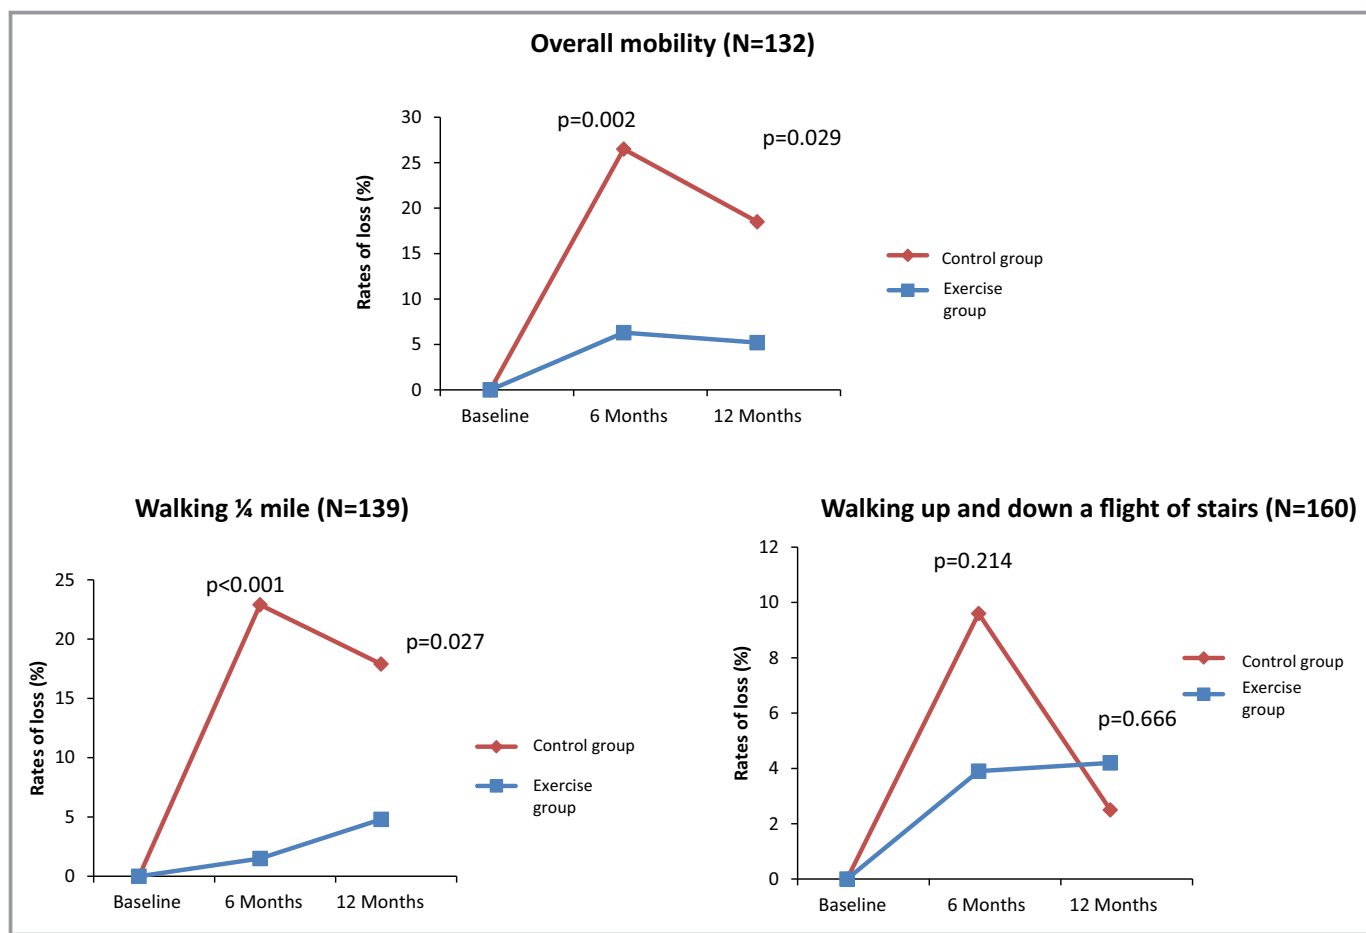 Overall mobility (N=132)
Rates of loss (%)
30
25
20
15
10
5
0
p=0.002
p=0.029
Baseline
6 Months
12 Months
Control group
Exercise
group
Walking ¼ mile (N=139)
Rates of loss (%)
25
20
15
10
5
0
p<0.001
p=0.027
Baseline
6 Months
12 Months
Control group
Exercise
group
Walking up and down a flight of stairs (N=160)
Rates of loss (%)
12
10
8
6
4
2
0
p=0.214
p=0.666
Baseline
6 Months
12 Months
Control group
Exercise
group